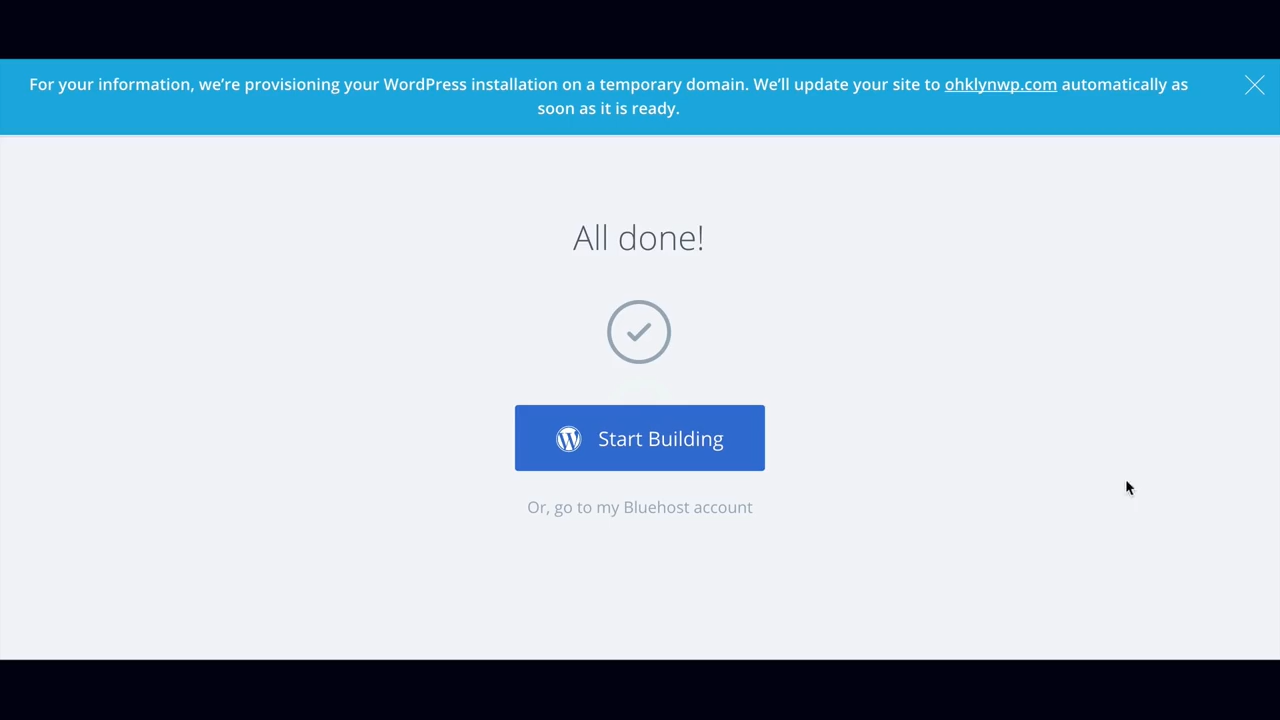 For your information, we’re provisioning your WordPress installation on a temporary domain. We’ll update your site to ohklynwp.com automatically as
soon as it is ready.
All done!
Start Building
Or, go to my Bluehost account